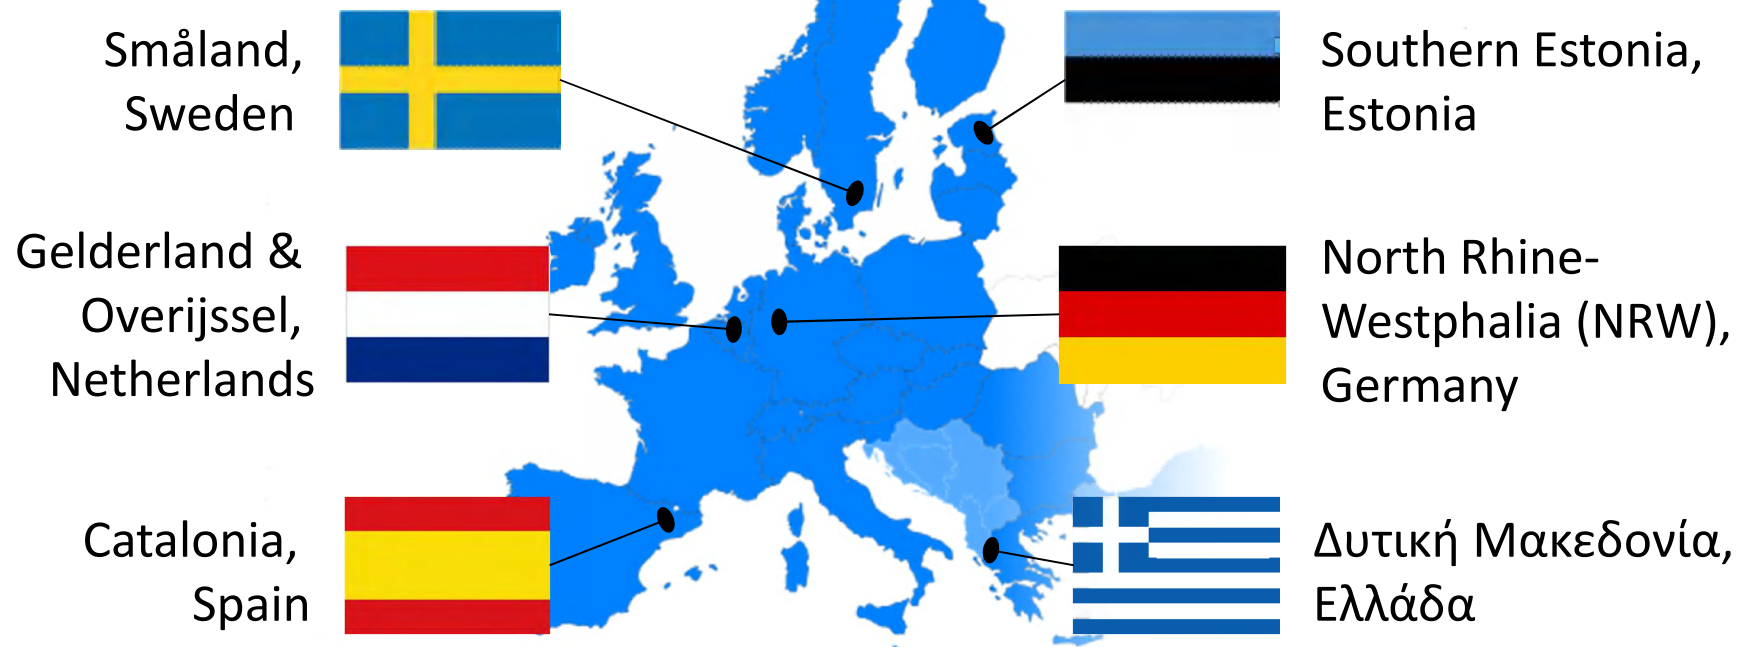 Småland,
Sweden
Southern Estonia,
Estonia
Gelderland &
Overijssel,
Netherlands
North Rhine-
Westphalia (NRW),
Germany
Catalonia,
Spain
Δυτική Μακεδονία,
Ελλάδα